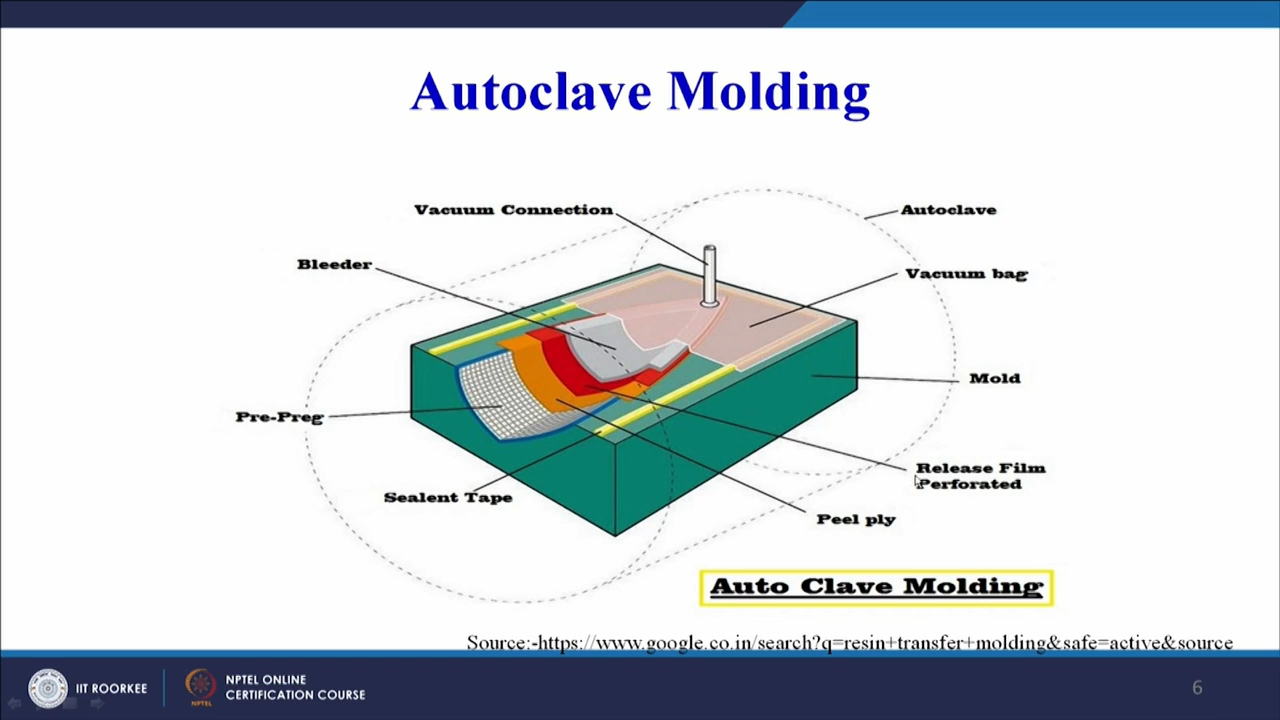 Autoclave Molding
Vacuum Connection
Autoclave
Bleeder
Vacuum bag
Mold
Pre-Preg
Release Film
Perforated
Sealent Tape
Peel ply
Auto Clave Molding
Source:-https://www.google.co.in/search?q=resin+transfer+molding&safe=active&source
IIT ROORKEE
NPTEL
NPTEL ONLINE
CERTIFICATION COURSE
6